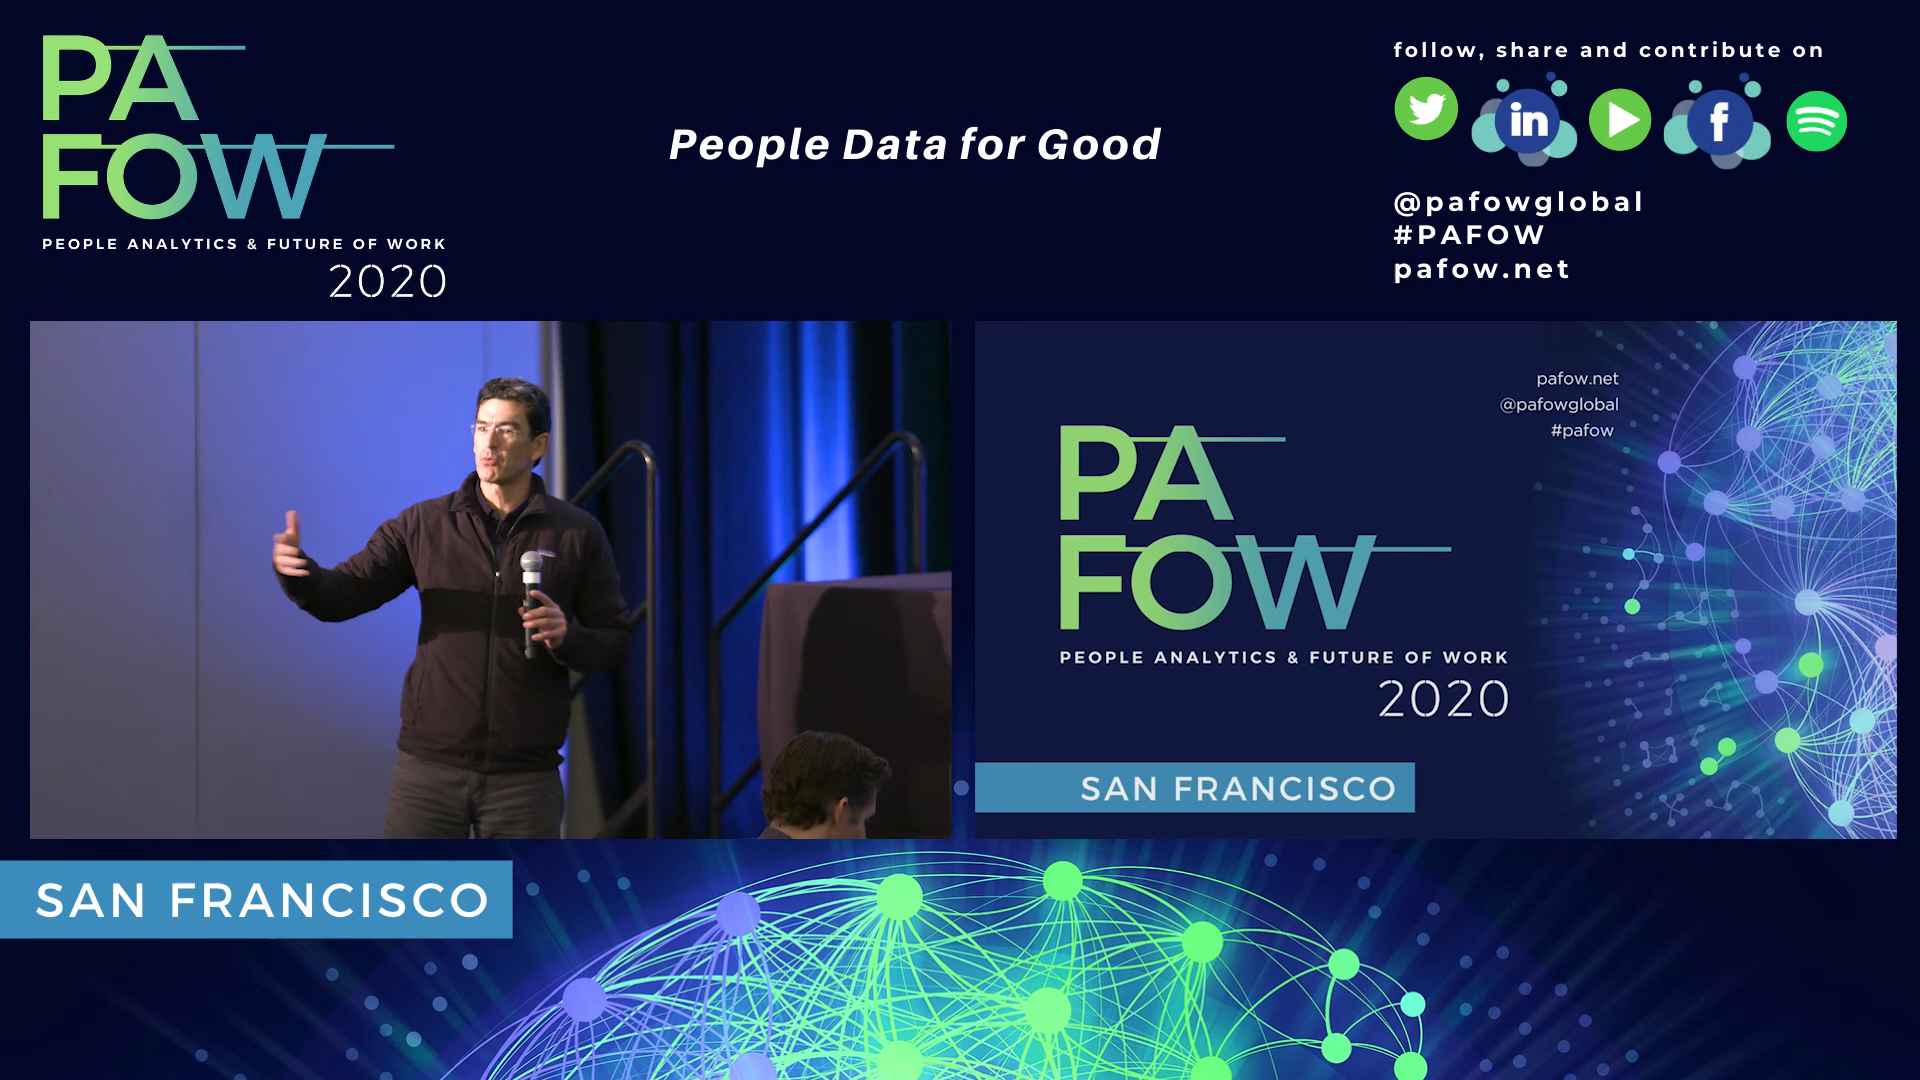 PA
FOW
PEOPLE ANALYTICS & FUTURE OF WORK
2020
People Data for Good
follow, share and contribute on
in
f
@pafowglobal
#PAFOW
pafow.net
pafow.net
@pafowglobal
#pafow
PA
FOW
PEOPLE ANALYTICS & FUTURE OF WORK
2020
SAN FRANCISCO
SAN FRANCISCO